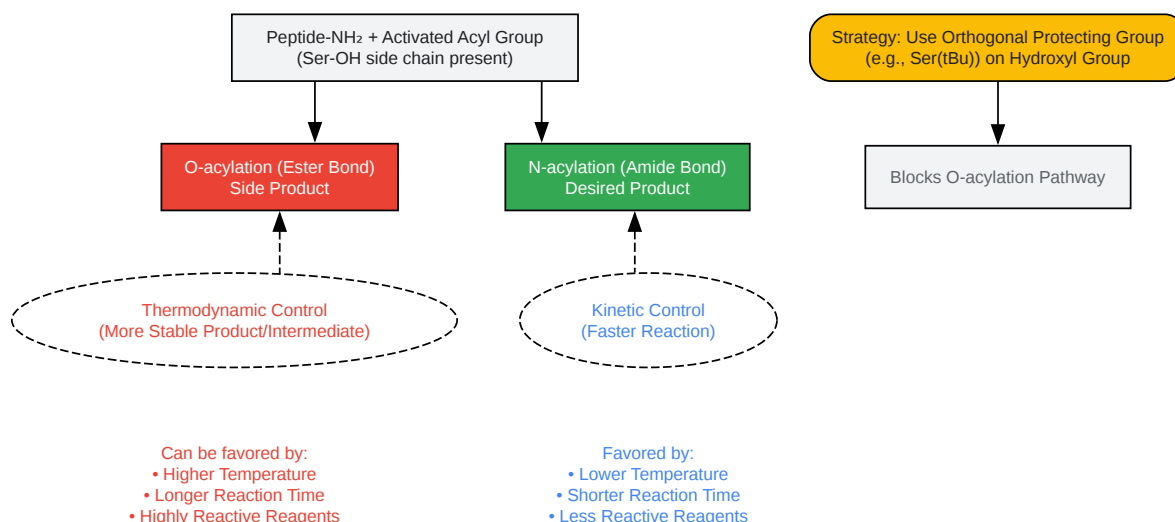 Peptide-NH₂ + Activated Acyl Group
(Ser-OH side chain present)
Strategy: Use Orthogonal Protecting Group
(e.g., Ser(tBu)) on Hydroxyl Group
O-acylation (Ester Bond)
Side Product
N-acylation (Amide Bond)
Desired Product
Blocks O-acylation Pathway
Thermodynamic Control
(More Stable Product/Intermediate)
Kinetic Control
(Faster Reaction)
Can be favored by:
• Higher Temperature
• Longer Reaction Time
• Highly Reactive Reagents
Favored by:
• Lower Temperature
• Shorter Reaction Time
• Less Reactive Reagents